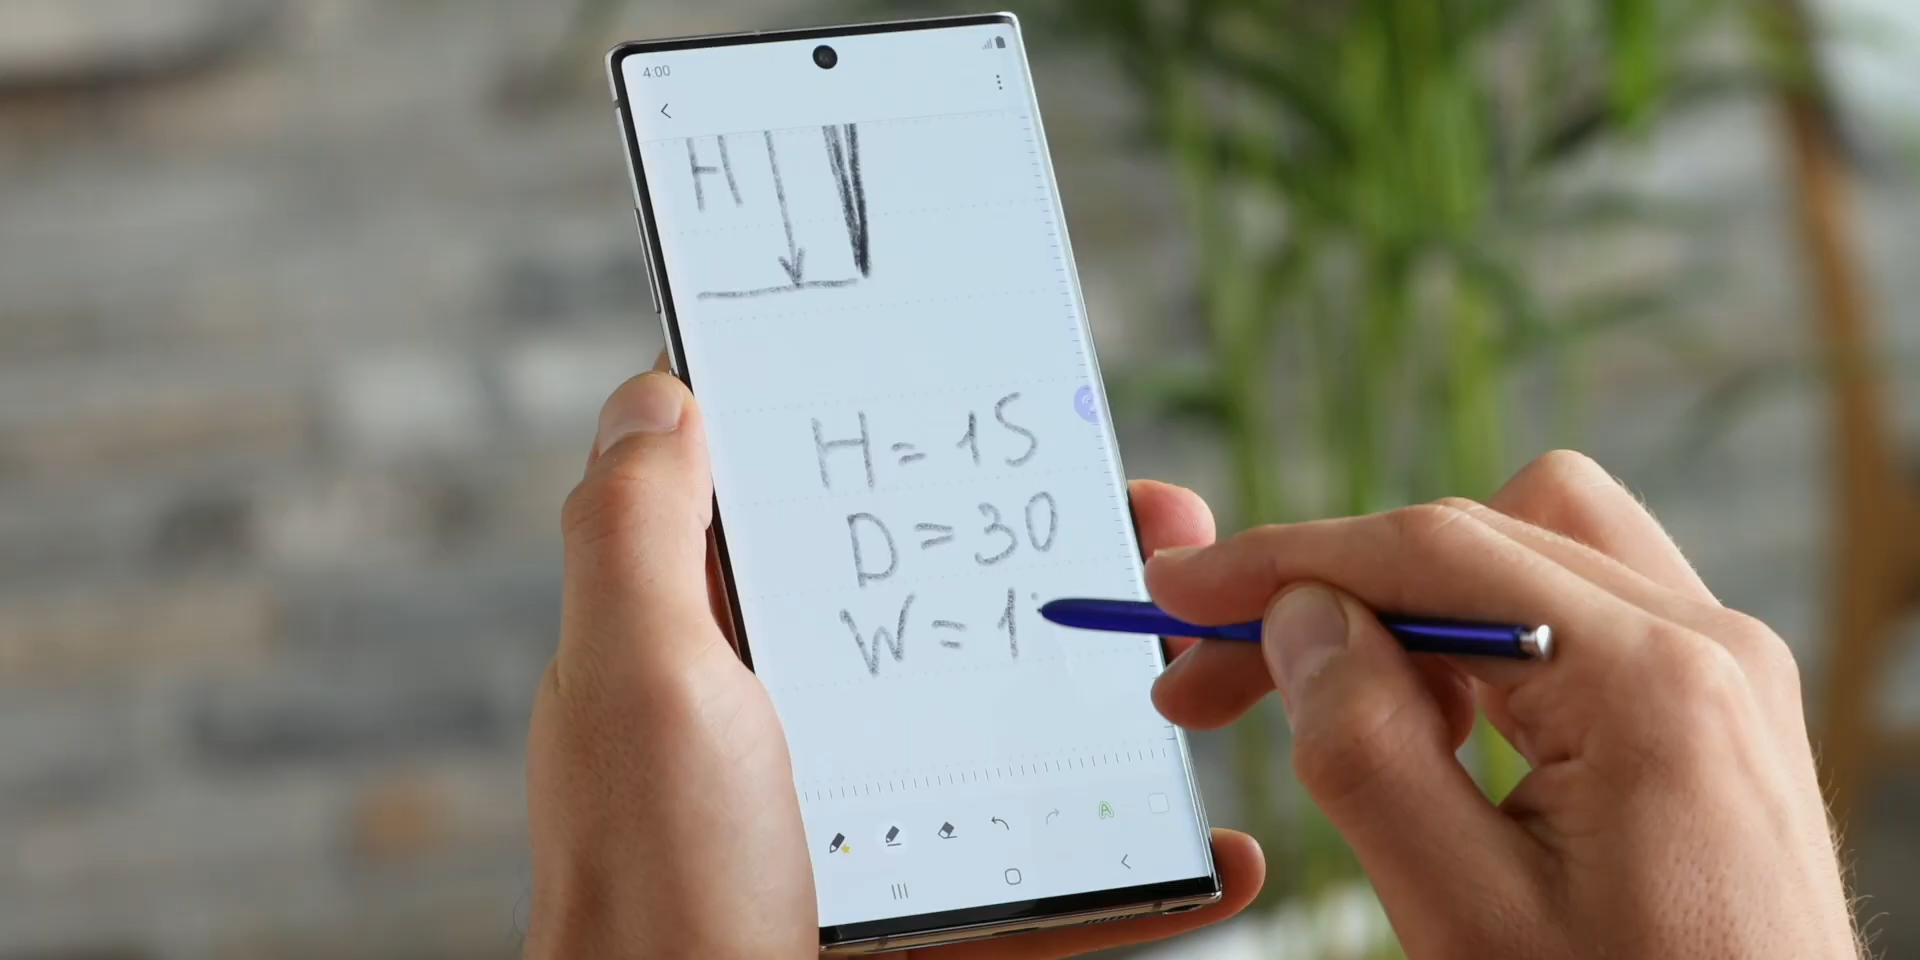 4:00
H
H = 15
D = 30
W = 1
A